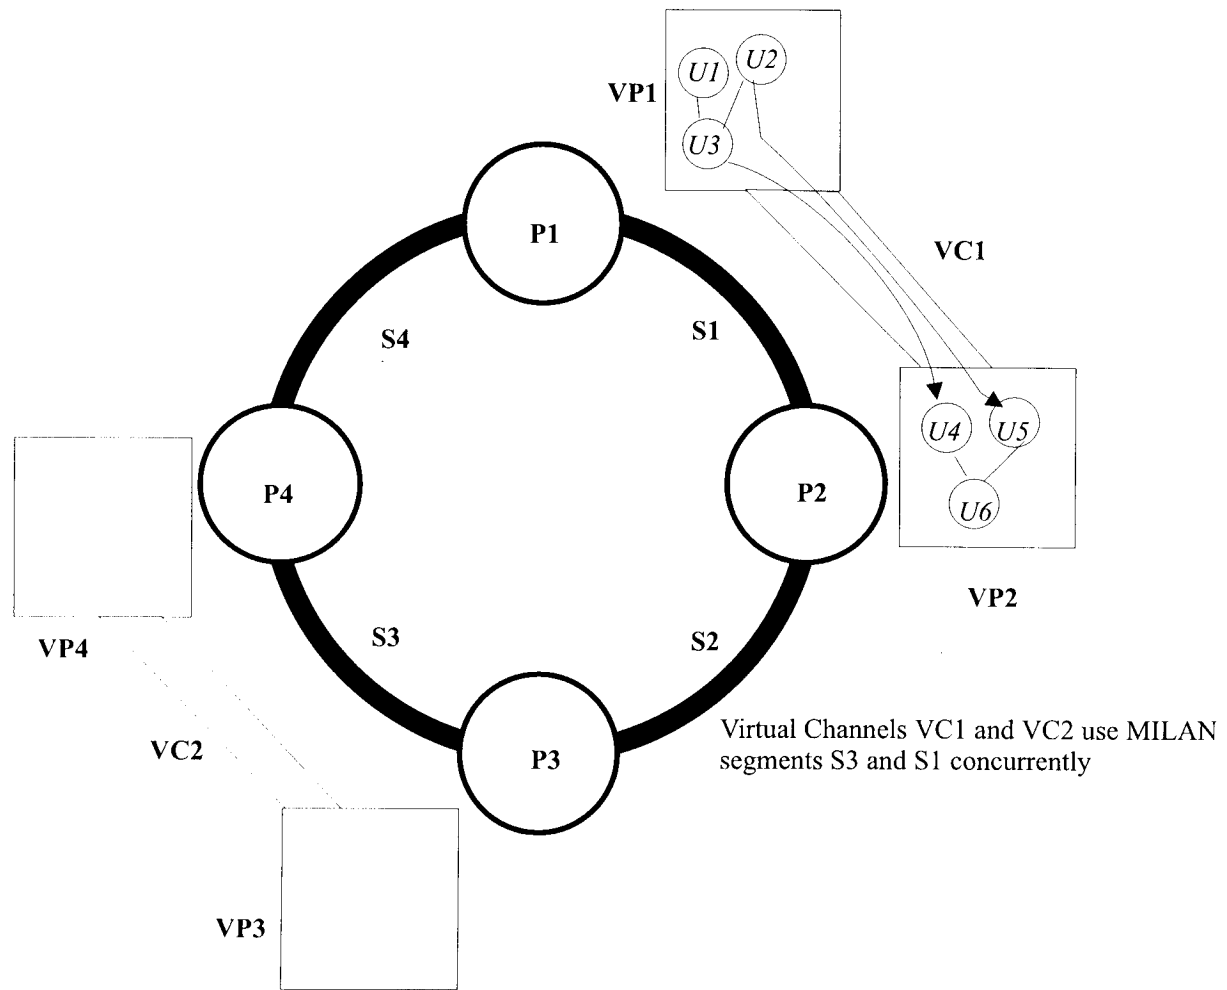 U1
U2
VP1
U3
P1
VC1
S4
S1
U4
U5
P4
P2
U6
VP2
VP4
S3
S2
Virtual Channels VC1 and VC2 use MILAN
segments S3 and S1 concurrently
VC2
P3
VP3